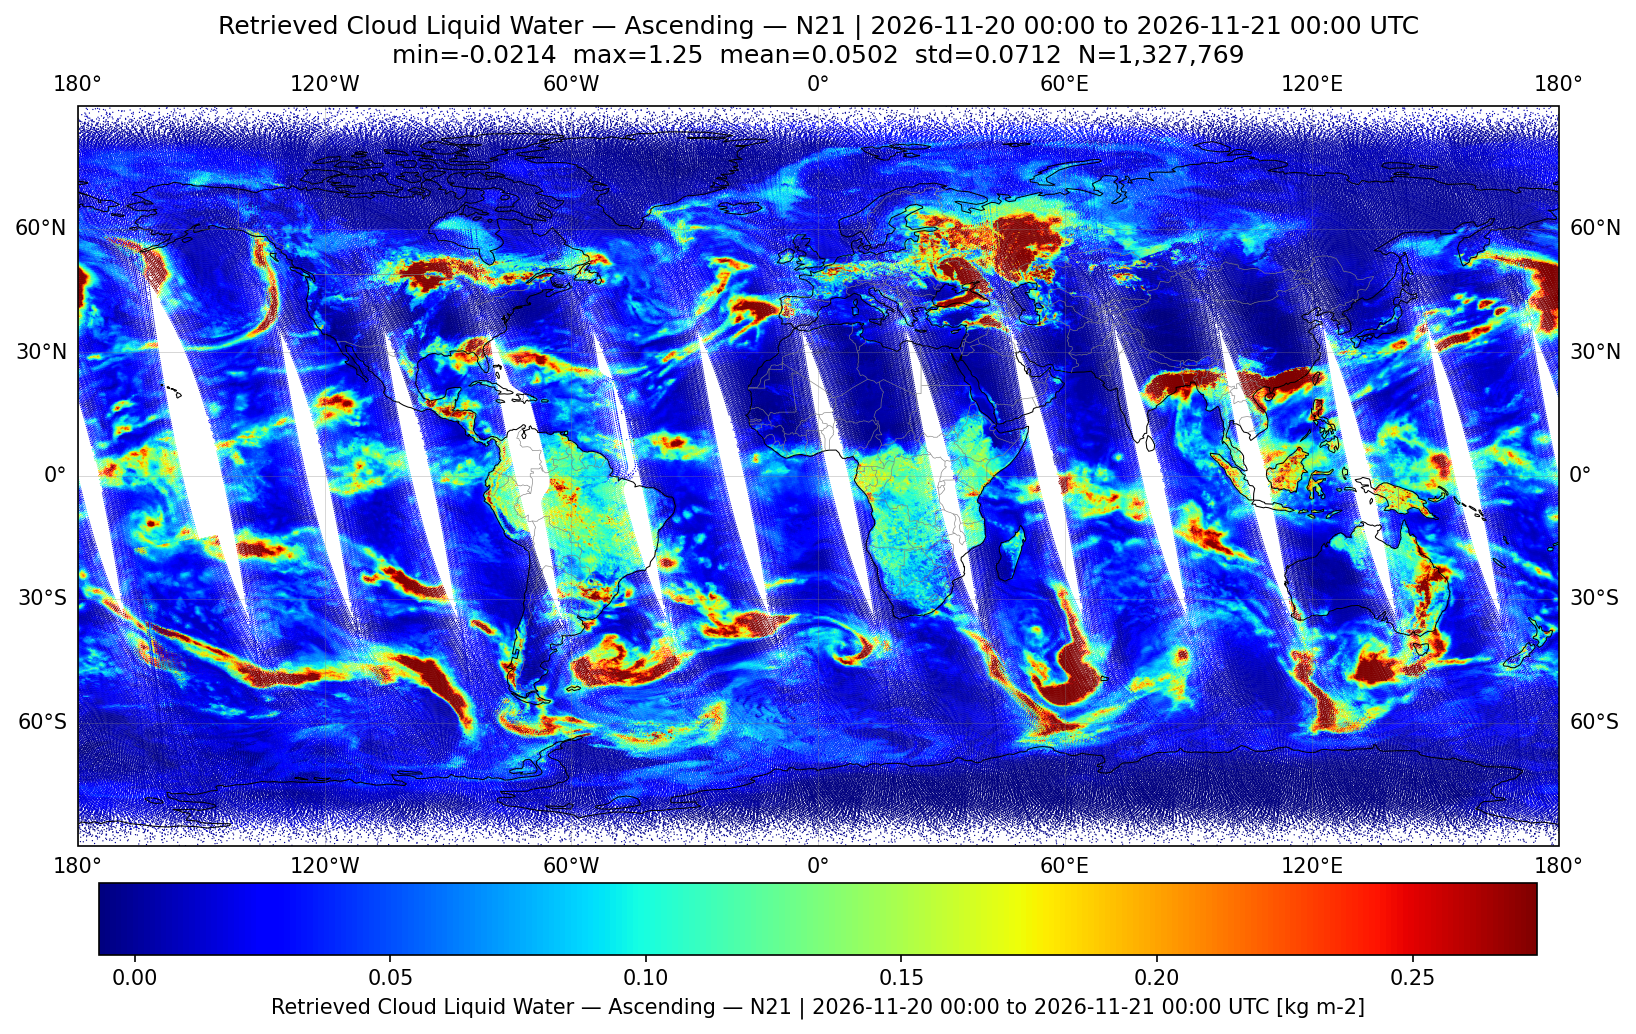 Retrieved Cloud Liquid Water — Ascending — N21 | 2026-11-20 00:00 to 2026-11-21 00:00 UTC
min=-0.0214  max=1.25  mean=0.0502  std=0.0712  N=1,327,769
180° 120°W 60°W 0° 60°E 120°E 180°
60°N 60°N
30°N 30°N
0° 0°
30°S 30°S
60°S 60°S
180° 120°W 60°W 0° 60°E 120°E 180°
0.00 0.05 0.10 0.15 0.20 0.25
Retrieved Cloud Liquid Water — Ascending — N21 | 2026-11-20 00:00 to 2026-11-21 00:00 UTC [kg m-2]